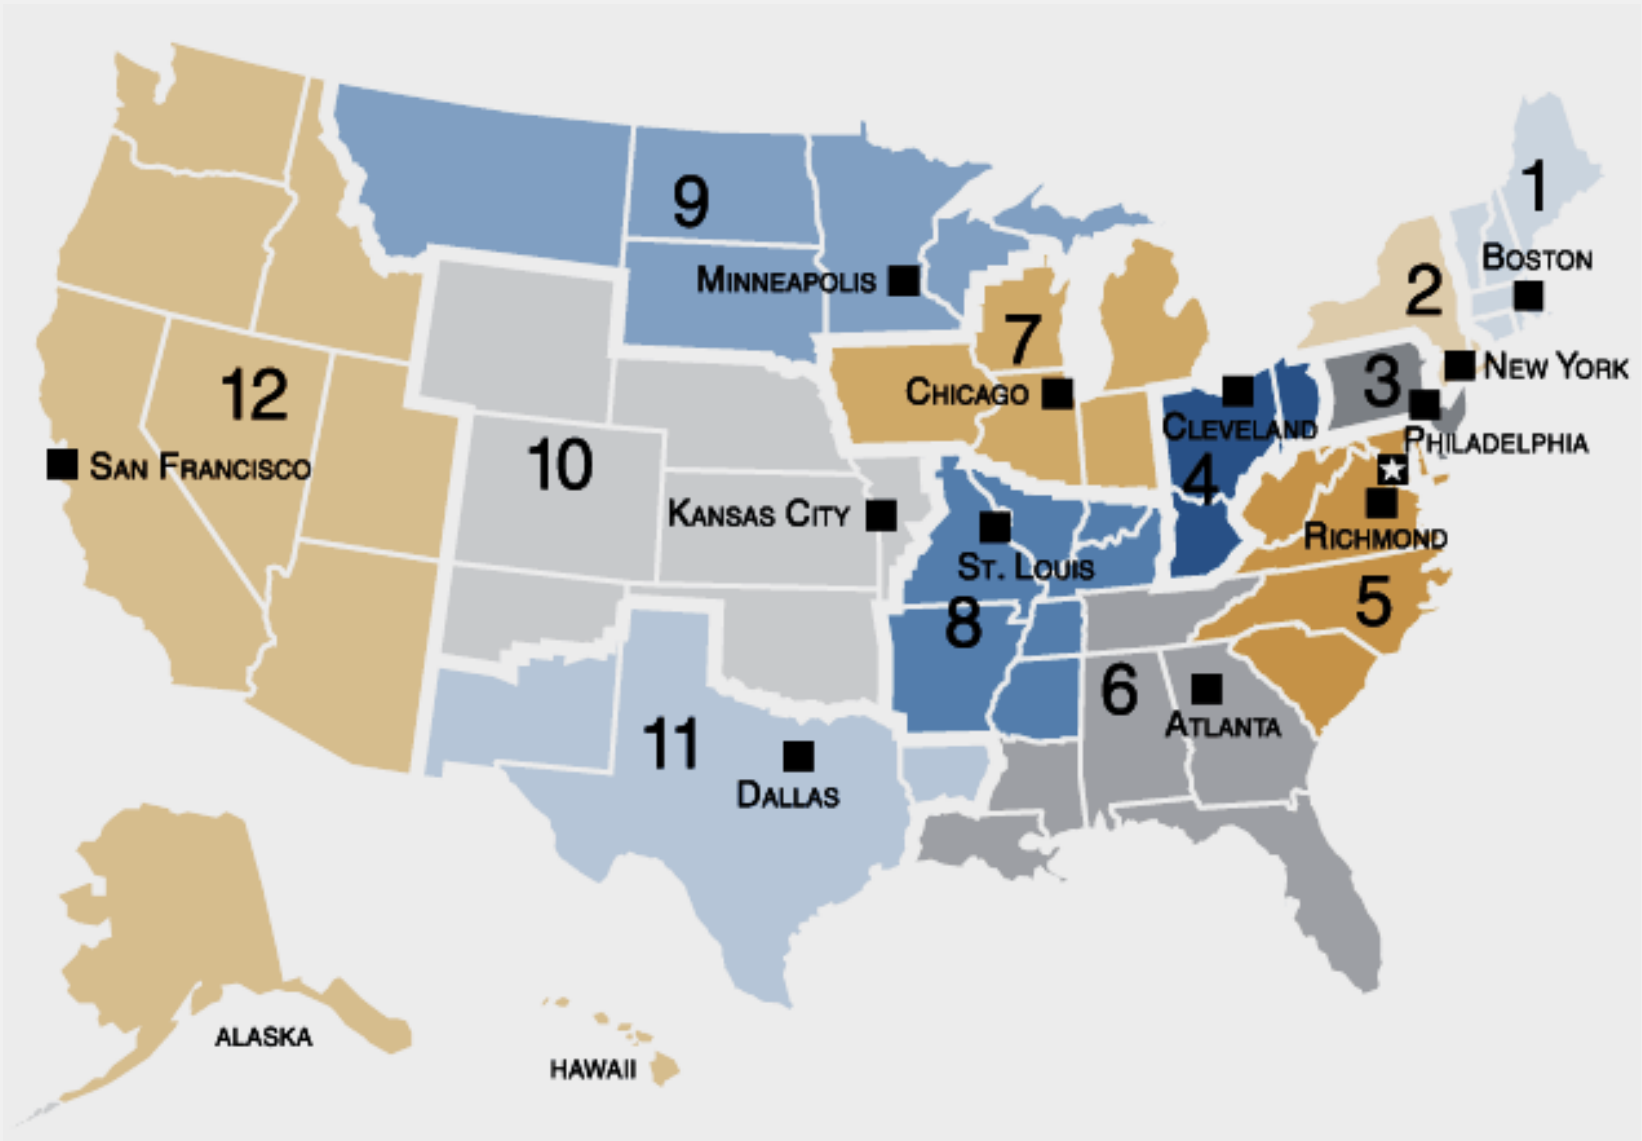 1
BOSTON
9
2
MINNEAPOLIS
7
3
NEW YORK
12
CHICAGO
CLEVELAND
PHILADELPHIA
SAN FRANCISCO
10
4
KANSAS CITY
RICHMOND
ST. LOUIS
5
8
6
11
ATLANTA
DALLAS
ALASKA
HAWAII